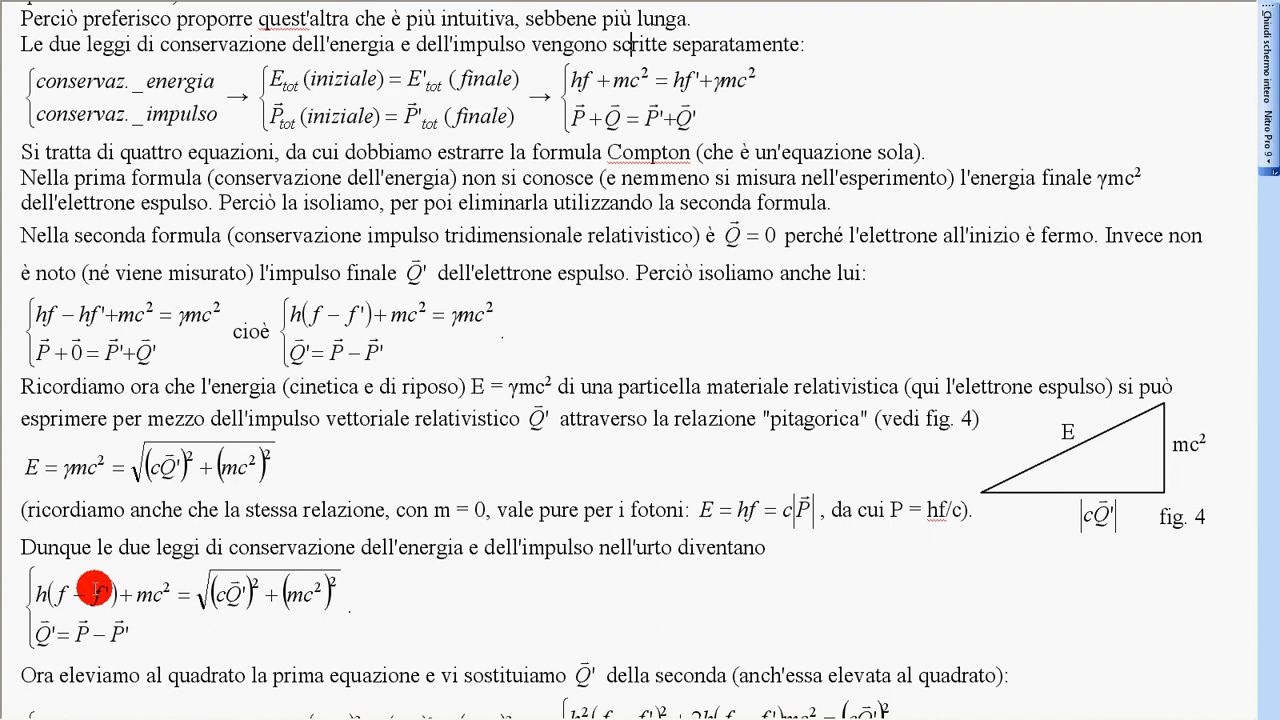 Perciò preferisco proporre quest'altra che è più intuitiva, sebbene più lunga.
Le due leggi di conservazione dell'energia e dell'impulso vengono scritte separatamente:
{conservaz._energia → {E_tot (iniziale) = E'_tot (finale) → {hf + mc² = hf'+γmc²
{conservaz._impulso {P⃗_tot (iniziale) = P⃗'_tot (finale) {P⃗ + Q⃗ = P⃗'+Q⃗'
Si tratta di quattro equazioni, da cui dobbiamo estrarre la formula Compton (che è un'equazione sola).
Nella prima formula (conservazione dell'energia) non si conosce (e nemmeno si misura nell'esperimento) l'energia finale γmc²
dell'elettrone espulso. Perciò la isoliamo, per poi eliminarla utilizzando la seconda formula.
Nella seconda formula (conservazione impulso tridimensionale relativistico) è Q⃗ = 0 perché l'elettrone all'inizio è fermo. Invece non
è noto (né viene misurato) l'impulso finale Q⃗' dell'elettrone espulso. Perciò isoliamo anche lui:
{hf − hf'+mc² = γmc² cioè {h(f − f')+ mc² = γmc² .
{P⃗ + 0⃗ = P⃗'+Q⃗' {Q⃗'= P⃗ − P⃗'
Ricordiamo ora che l'energia (cinetica e di riposo) E = γmc² di una particella materiale relativistica (qui l'elettrone espulso) si può
esprimere per mezzo dell'impulso vettoriale relativistico Q⃗' attraverso la relazione "pitagorica" (vedi fig. 4)
E = γmc² = √((cQ⃗')² + (mc²)²)
E
mc²
|cQ⃗'| fig. 4
(ricordiamo anche che la stessa relazione, con m = 0, vale pure per i fotoni: E = hf = c|P⃗| , da cui P = hf/c).
Dunque le due leggi di conservazione dell'energia e dell'impulso nell'urto diventano
{h(f − f')+ mc² = √((cQ⃗')² + (mc²)²) .
{Q⃗'= P⃗ − P⃗'
Ora eleviamo al quadrato la prima equazione e vi sostituiamo Q⃗' della seconda (anch'essa elevata al quadrato):
Chiudi schermo intero Nitro Pro 9